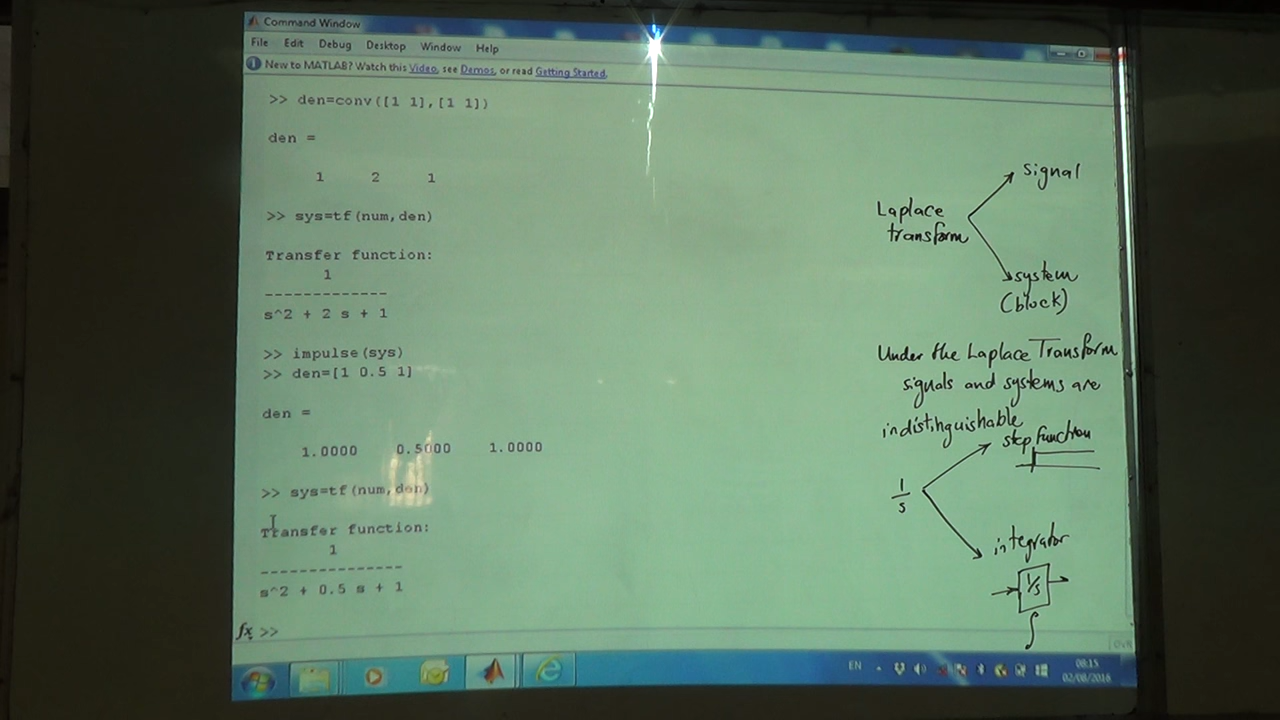 Command Window
File Edit Debug Desktop Window Help
New to MATLAB? Watch this Video, see Demos, or read Getting Started.
>> den=conv([1 1],[1 1])
den =
1 2 1
>> sys=tf(num,den)
Transfer function:
1
-------------
s^2 + 2 s + 1
>> impulse(sys)
>> den=[1 0.5 1]
den =
1.0000 0.5000 1.0000
>> sys=tf(num,den)
Transfer function:
1
---------------
s^2 + 0.5 s + 1
fx >>
signal
Laplace
transform
system
(block)
Under the Laplace Transform
signals and systems are
indistinguishable
step function
1/s
integrator
1/s
∫
OVR
EN
08:15
02/08/2016